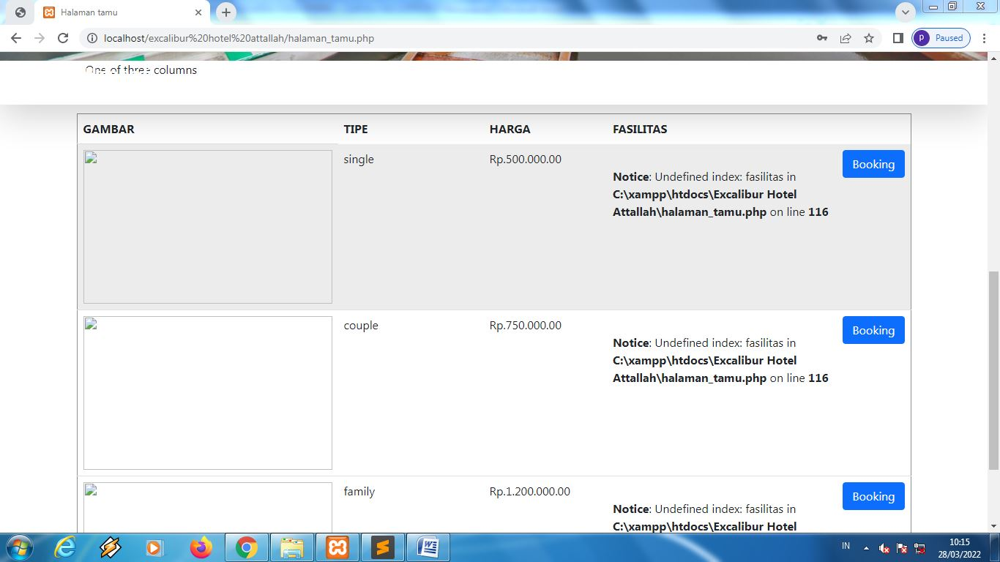 Halaman tamu
localhost/excalibur%20hotel%20attallah/halaman_tamu.php
p Paused
One of three columns
GAMBAR TIPE HARGA FASILITAS
single Rp.500.000.00 Booking
Notice: Undefined index: fasilitas in
C:\xampp\htdocs\Excalibur Hotel
Attallah\halaman_tamu.php on line 116
couple Rp.750.000.00 Booking
Notice: Undefined index: fasilitas in
C:\xampp\htdocs\Excalibur Hotel
Attallah\halaman_tamu.php on line 116
family Rp.1.200.000.00 Booking
Notice: Undefined index: fasilitas in
C:\xampp\htdocs\Excalibur Hotel
IN 10:15
28/03/2022